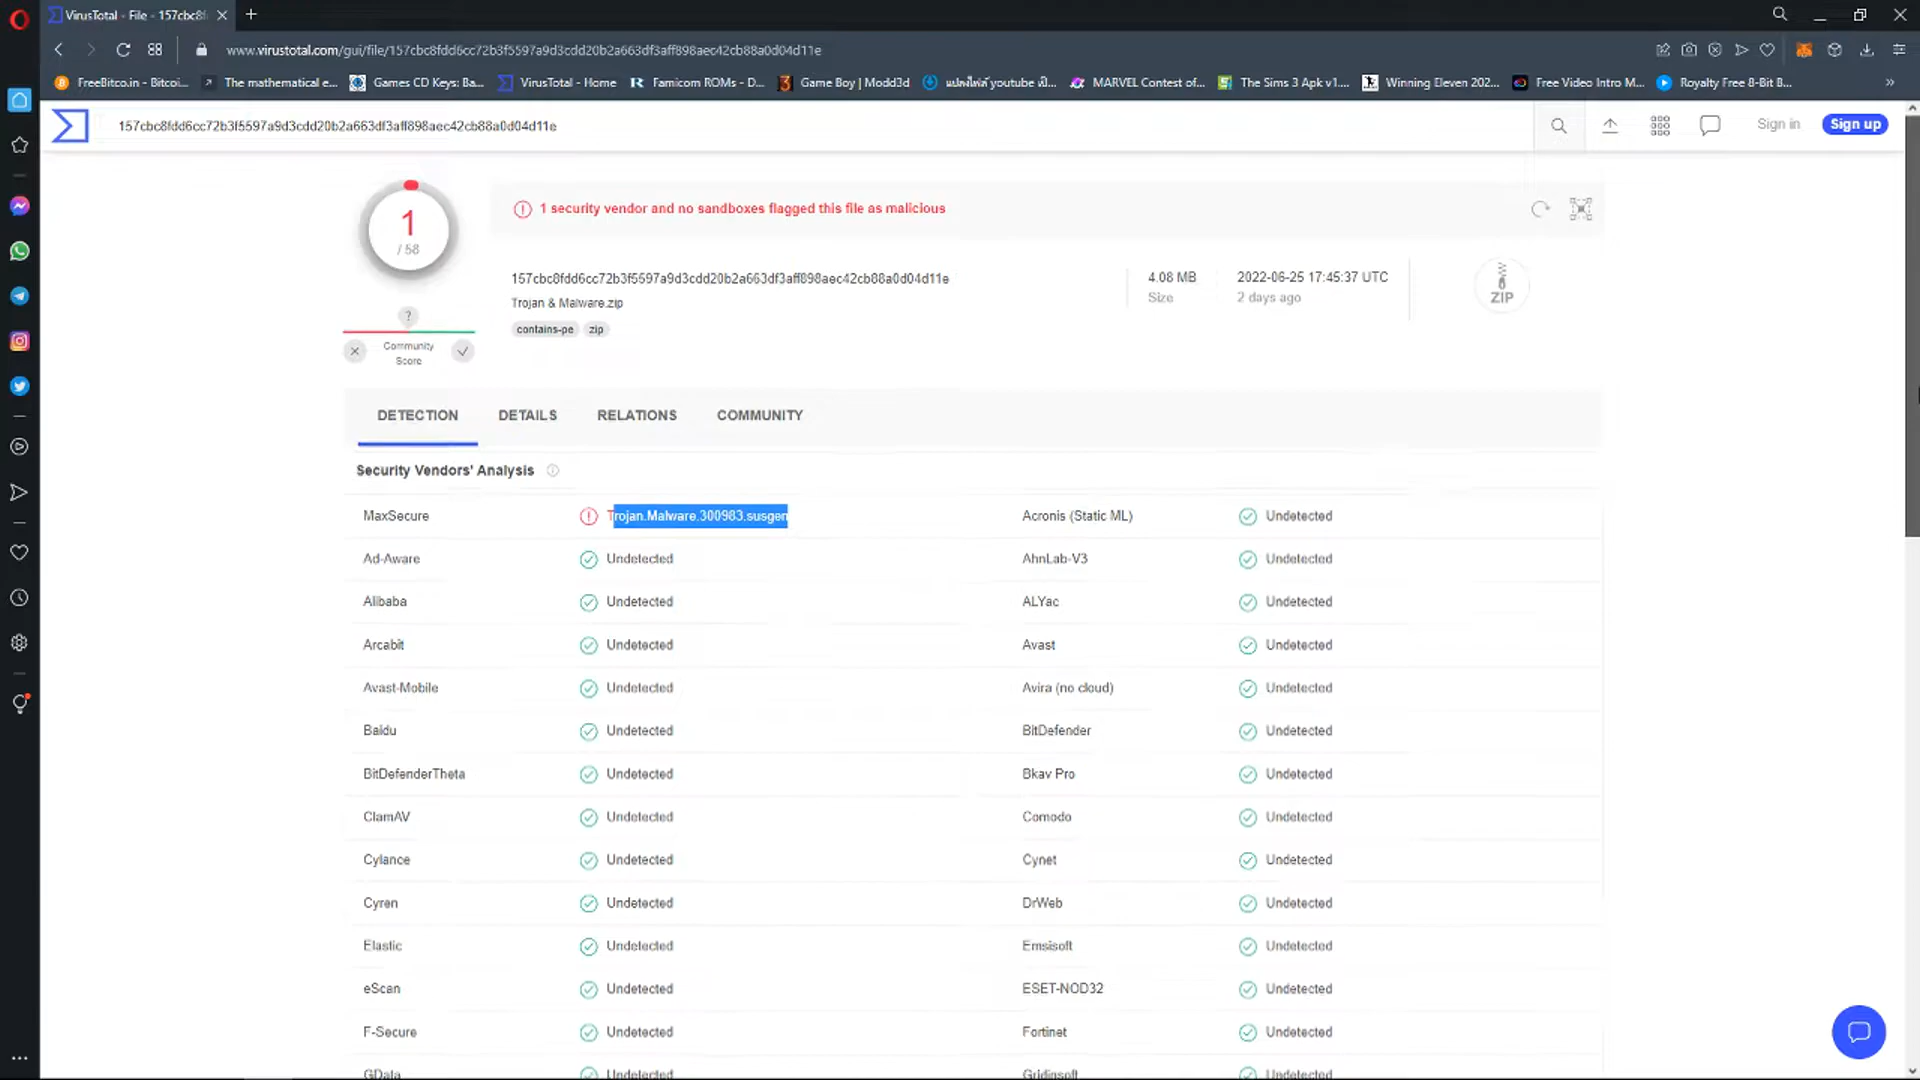 VirusTotal - File - 157cbc8f
www.virustotal.com/gui/file/157cbc8fdd6cc72b3f5597a9d3cdd20b2a663df3aff898aec42cb88a0d04d11e
FreeBitco.in - Bitcoi...
The mathematical e...
Games CD Keys: Ba...
VirusTotal - Home
Famicom ROMs - D...
Game Boy | Modd3d
MARVEL Contest of...
The Sims 3 Apk v1....
Winning Eleven 202...
Free Video Intro M...
Royalty Free 8-Bit B...
157cbc8fdd6cc72b3f5597a9d3cdd20b2a663df3aff898aec42cb88a0d04d11e
Sign in
Sign up
1
/ 58
1 security vendor and no sandboxes flagged this file as malicious
157cbc8fdd6cc72b3f5597a9d3cdd20b2a663df3aff898aec42cb88a0d04d11e
Trojan & Malware.zip
contains-pe
zip
4.08 MB
Size
2022-06-25 17:45:37 UTC
2 days ago
ZIP
?
Community
Score
DETECTION
DETAILS
RELATIONS
COMMUNITY
Security Vendors' Analysis
MaxSecure
Trojan.Malware.300983.susgen
Acronis (Static ML)
Undetected
Ad-Aware
Undetected
AhnLab-V3
Undetected
Alibaba
Undetected
ALYac
Undetected
Arcabit
Undetected
Avast
Undetected
Avast-Mobile
Undetected
Avira (no cloud)
Undetected
Baidu
Undetected
BitDefender
Undetected
BitDefenderTheta
Undetected
Bkav Pro
Undetected
ClamAV
Undetected
Comodo
Undetected
Cylance
Undetected
Cynet
Undetected
Cyren
Undetected
DrWeb
Undetected
Elastic
Undetected
Emsisoft
Undetected
eScan
Undetected
ESET-NOD32
Undetected
F-Secure
Undetected
Fortinet
Undetected
GData
Undetected
Gridinsoft
Undetected